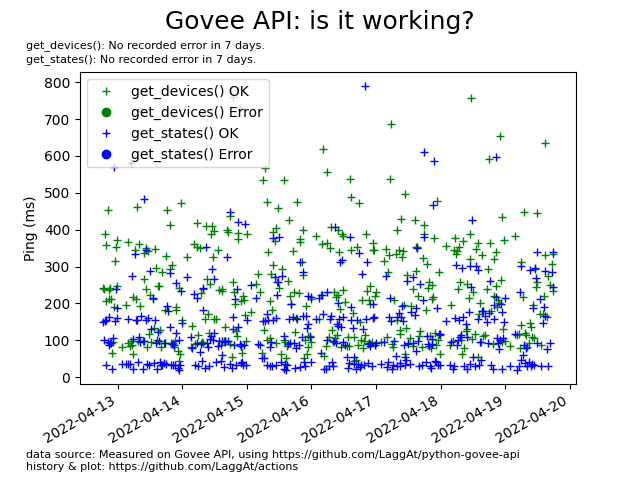 Govee API: is it working?
get_devices(): No recorded error in 7 days.
get_states(): No recorded error in 7 days.
800
700
600
500
400
300
200
100
0
Ping (ms)
get_devices() OK
get_devices() Error
get_states() OK
get_states() Error
2022-04-13
2022-04-14
2022-04-15
2022-04-16
2022-04-17
2022-04-18
2022-04-19
2022-04-20
data source: Measured on Govee API, using https://github.com/LaggAt/python-govee-api
history & plot: https://github.com/LaggAt/actions